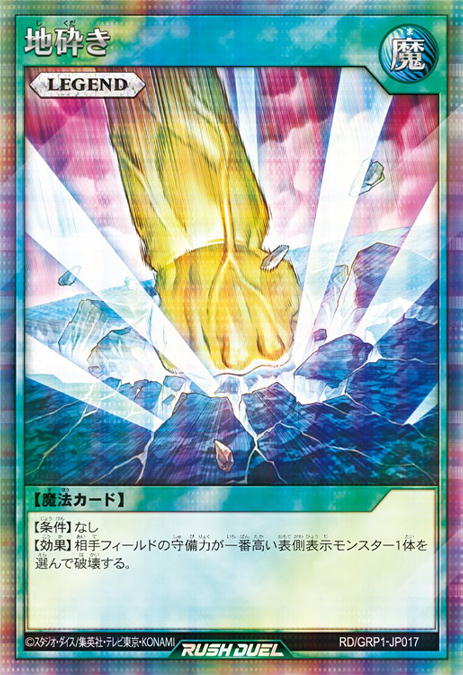 地砕き
魔
LEGEND
【魔法カード】
【条件】なし
【効果】相手フィールドの守備力が一番高い表側表示モンスター1体を
選んで破壊する。
©スタジオ・ダイス/集英社・テレビ東京・KONAMI
RUSH DUEL
RD/GRP1-JP017